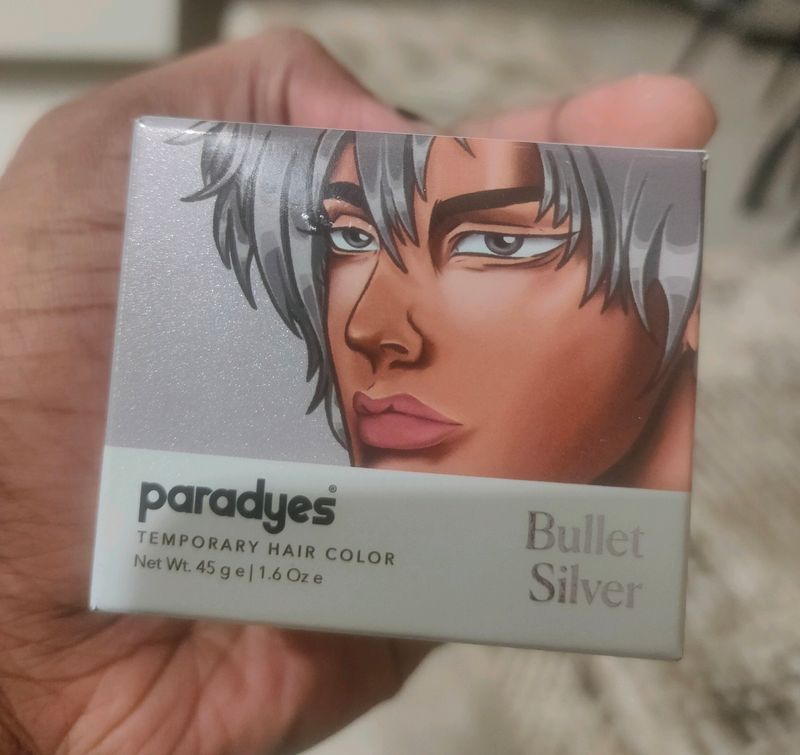 paradyes®
TEMPORARY HAIR COLOR
Net Wt. 45 g e | 1.6 Oz e
Bullet
Silver